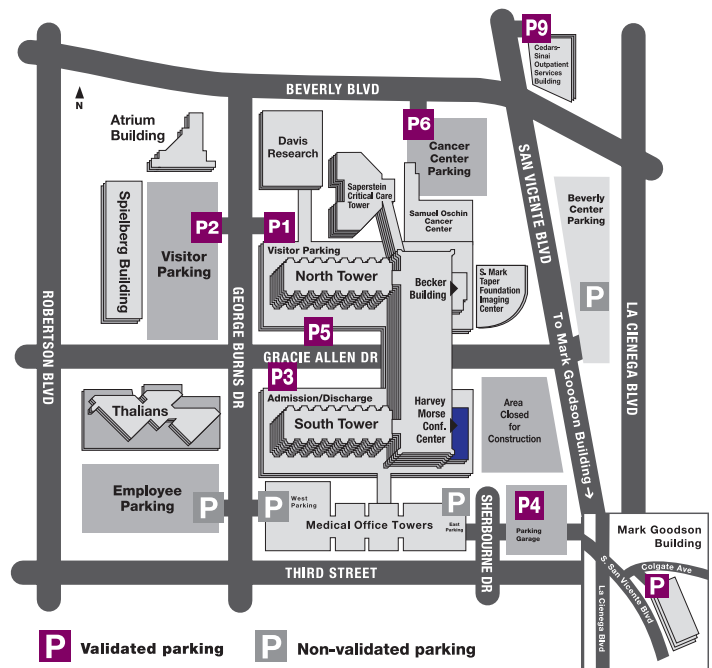 P9
Cedars-
Sinai
Outpatient
Services
Building
BEVERLY BLVD
N
Atrium
Building
P6
Davis
Research
Cancer
Center
Parking
SAN VICENTE BLVD
Saperstein
Critical Care
Tower
Spielberg Building
Samuel Oschin
Cancer
Center
Beverly
Center
Parking
P2
P1
Visitor
Parking
Visitor Parking
North Tower
Becker
Building
S. Mark
Taper
Foundation
Imaging
Center
P
ROBERTSON BLVD
GEORGE BURNS DR
LA CIENEGA BLVD
To Mark Goodson Building →
P5
GRACIE ALLEN DR
P3
Admission/Discharge
Thalians
South Tower
Harvey
Morse
Conf.
Center
Area
Closed
for
Construction
Employee
Parking
P
P
West
Parking
Medical Office Towers
P
East
Parking
SHERBOURNE DR
P4
Parking
Garage
Mark Goodson
Building
THIRD STREET
Colgate Ave
P
S. San Vicente Blvd
La Cienega Blvd
P Validated parking
P Non-validated parking